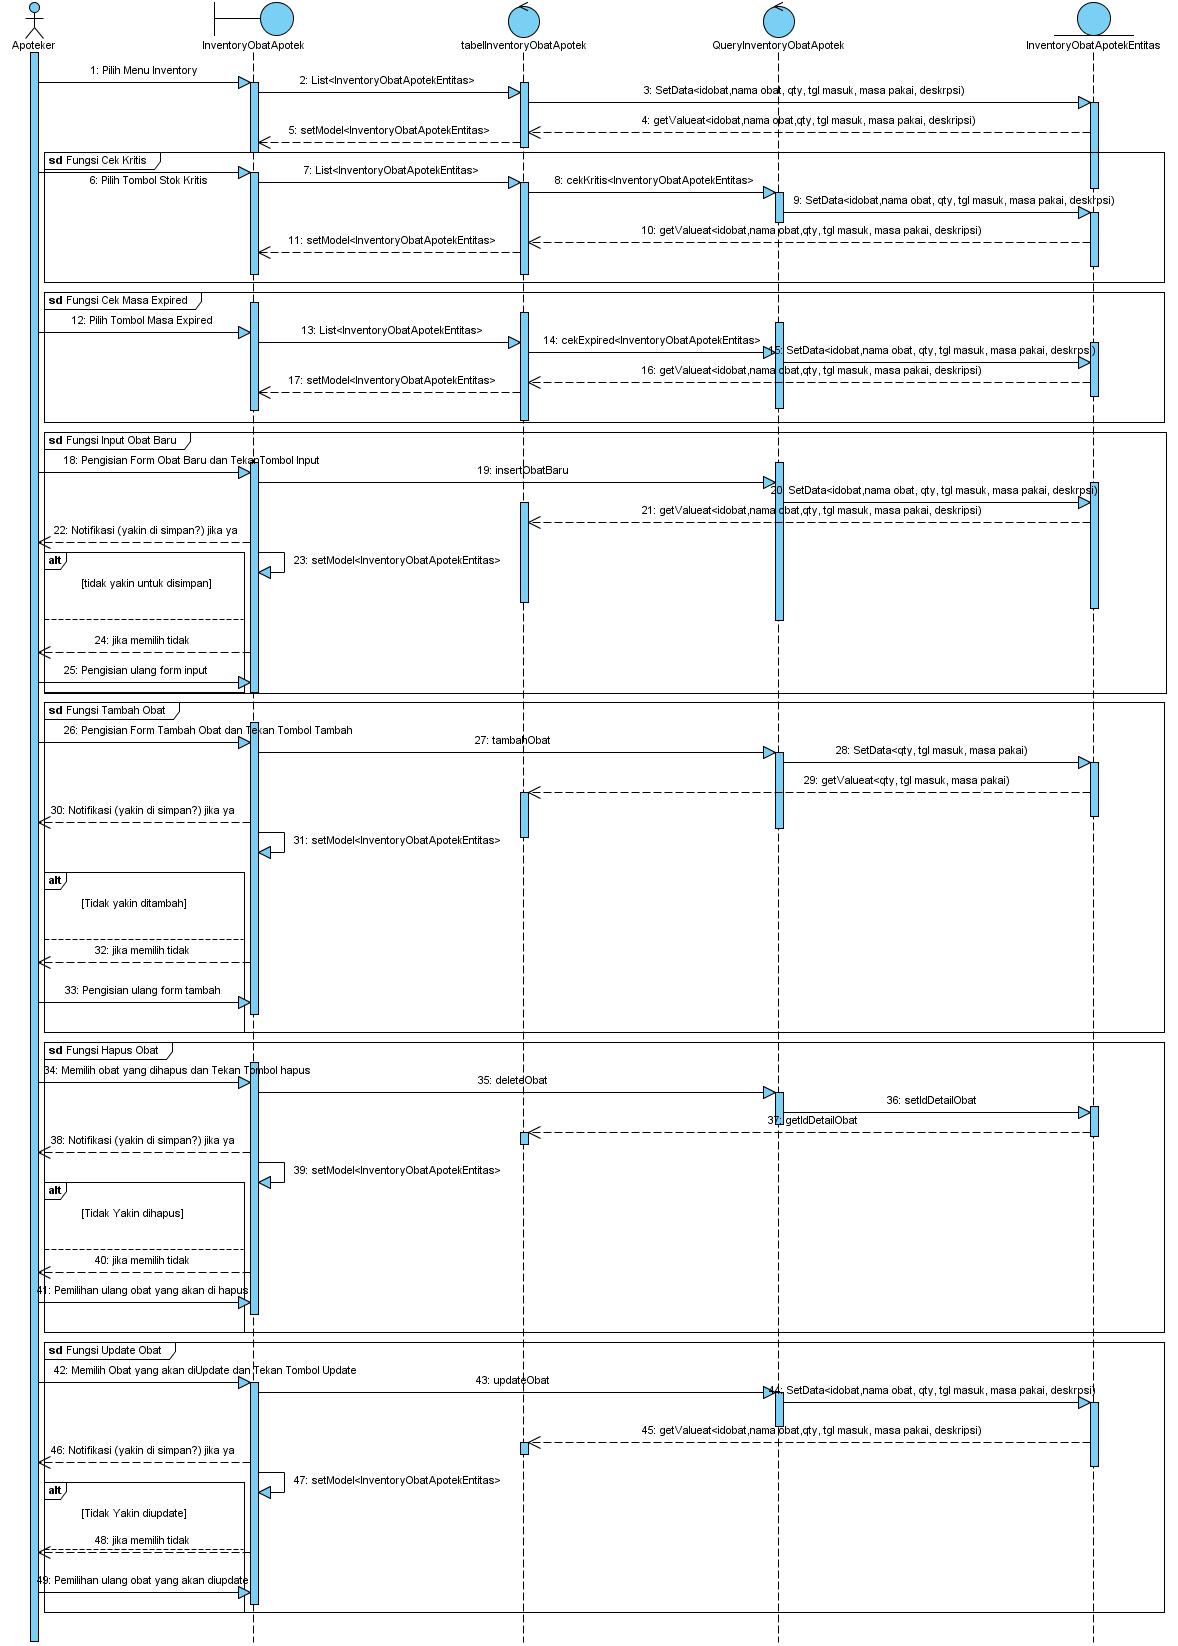 Apoteker
InventoryObatApotek
tabelInventoryObatApotek
QueryInventoryObatApotek
InventoryObatApotekEntitas
1: Pilih Menu Inventory
2: List<InventoryObatApotekEntitas>
3: SetData<idobat,nama obat, qty, tgl masuk, masa pakai, deskrpsi)
4: getValueat<idobat,nama obat,qty, tgl masuk, masa pakai, deskripsi)
5: setModel<InventoryObatApotekEntitas>
sd Fungsi Cek Kritis
6: Pilih Tombol Stok Kritis
7: List<InventoryObatApotekEntitas>
8: cekKritis<InventoryObatApotekEntitas>
9: SetData<idobat,nama obat, qty, tgl masuk, masa pakai, deskrpsi)
10: getValueat<idobat,nama obat,qty, tgl masuk, masa pakai, deskripsi)
11: setModel<InventoryObatApotekEntitas>
sd Fungsi Cek Masa Expired
12: Pilih Tombol Masa Expired
13: List<InventoryObatApotekEntitas>
14: cekExpired<InventoryObatApotekEntitas>
15: SetData<idobat,nama obat, qty, tgl masuk, masa pakai, deskrpsi)
16: getValueat<idobat,nama obat,qty, tgl masuk, masa pakai, deskripsi)
17: setModel<InventoryObatApotekEntitas>
sd Fungsi Input Obat Baru
18: Pengisian Form Obat Baru dan Tekan Tombol Input
19: insertObatBaru
20: SetData<idobat,nama obat, qty, tgl masuk, masa pakai, deskrpsi)
21: getValueat<idobat,nama obat,qty, tgl masuk, masa pakai, deskripsi)
22: Notifikasi (yakin di simpan?) jika ya
23: setModel<InventoryObatApotekEntitas>
alt
[tidak yakin untuk disimpan]
24: jika memilih tidak
25: Pengisian ulang form input
sd Fungsi Tambah Obat
26: Pengisian Form Tambah Obat dan Tekan Tombol Tambah
27: tambahObat
28: SetData<qty, tgl masuk, masa pakai)
29: getValueat<qty, tgl masuk, masa pakai)
30: Notifikasi (yakin di simpan?) jika ya
31: setModel<InventoryObatApotekEntitas>
alt
[Tidak yakin ditambah]
32: jika memilih tidak
33: Pengisian ulang form tambah
sd Fungsi Hapus Obat
34: Memilih obat yang dihapus dan Tekan Tombol hapus
35: deleteObat
36: setIdDetailObat
37: getIdDetailObat
38: Notifikasi (yakin di simpan?) jika ya
39: setModel<InventoryObatApotekEntitas>
alt
[Tidak Yakin dihapus]
40: jika memilih tidak
41: Pemilihan ulang obat yang akan di hapus
sd Fungsi Update Obat
42: Memilih Obat yang akan diUpdate dan Tekan Tombol Update
43: updateObat
44: SetData<idobat,nama obat, qty, tgl masuk, masa pakai, deskrpsi)
45: getValueat<idobat,nama obat,qty, tgl masuk, masa pakai, deskripsi)
46: Notifikasi (yakin di simpan?) jika ya
47: setModel<InventoryObatApotekEntitas>
alt
[Tidak Yakin diupdate]
48: jika memilih tidak
49: Pemilihan ulang obat yang akan diupdate